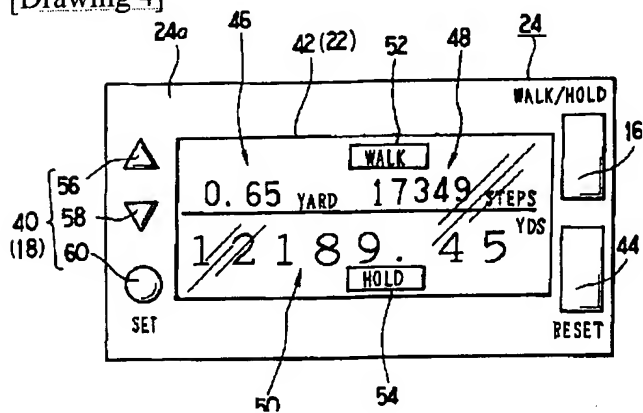 [Drawing 4]
24a
46
42(22)
52
48
24
WALK/HOLD
WALK
16
56
0.65 YARD 17349 STEPS
58
YDS
40
(18)
12189.45
60
44
HOLD
SET
RESET
50
54